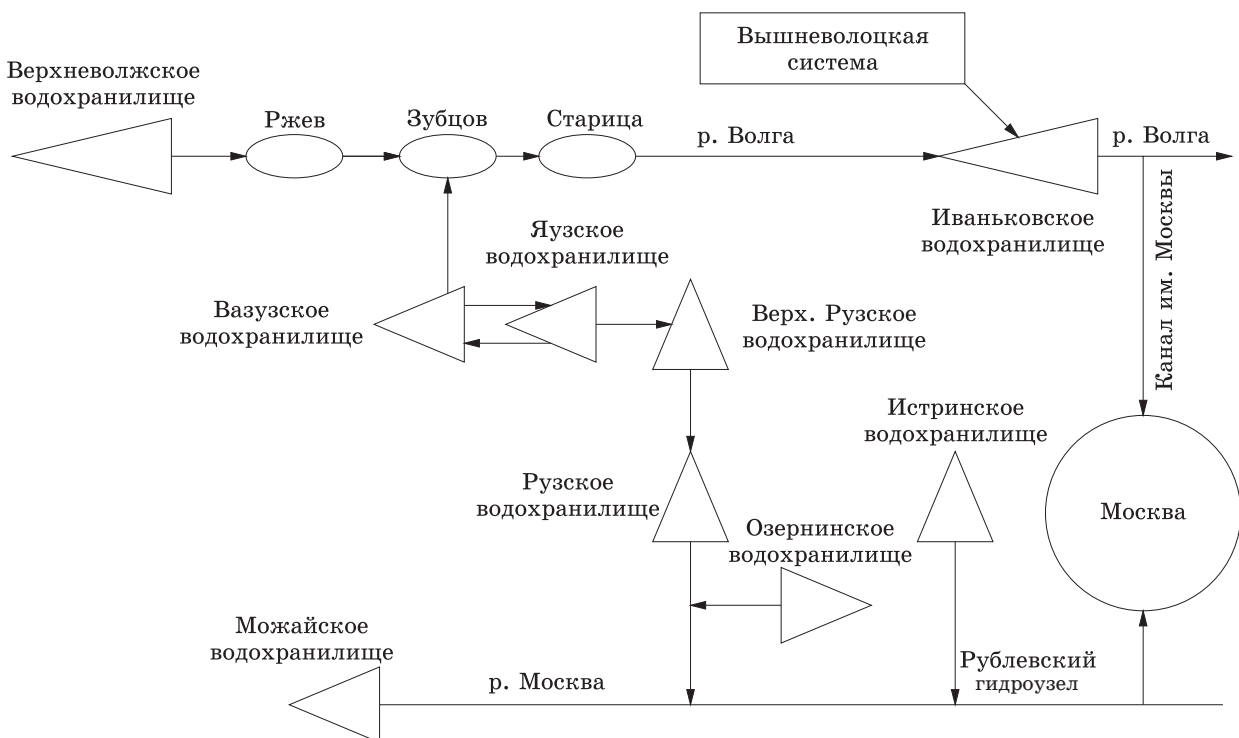 Вышневолоцкая
система
Верхневолжское
водохранилище
Ржев
Зубцов
Старица
р. Волга
р. Волга
Иваньковское
водохранилище
Канал им. Москвы
Яузское
водохранилище
Вазузское
водохранилище
Верх. Рузское
водохранилище
Истринское
водохранилище
Рузское
водохранилище
Москва
Озернинское
водохранилище
Можайское
водохранилище
р. Москва
Рублевский
гидроузел